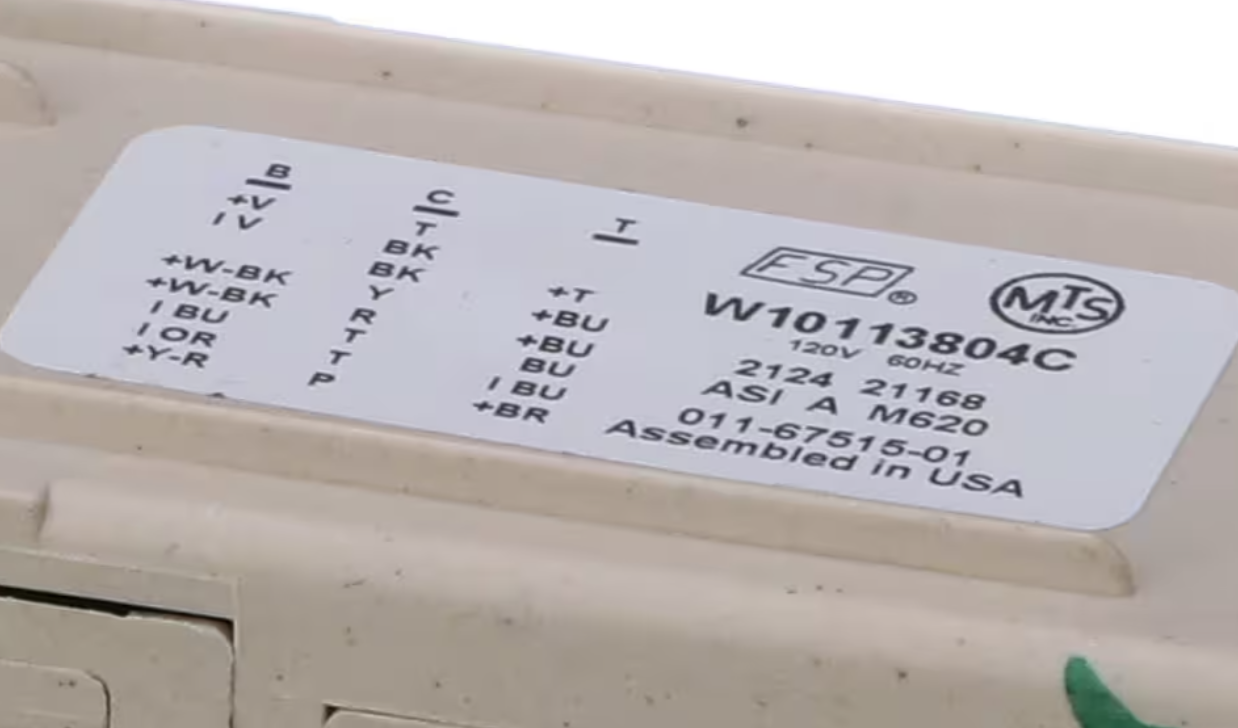 B
+V
I V
+W-BK
+W-BK
I BU
I OR
+Y-R
C
T
BK
BK
Y
R
T
T
P
T
+T
+BU
+BU
BU
I BU
+BR
FSP®
MTS
INC.
W10113804C
120V 60HZ
2124 21168
ASI A M620
011-67515-01
Assembled in USA